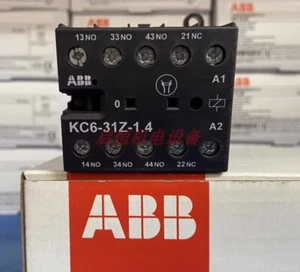 13NO 33NO 43NO 21NC
ABB
A1
0
KC6-31Z-1.4
A2
14NO 34NO 44NO 22NC
ABB